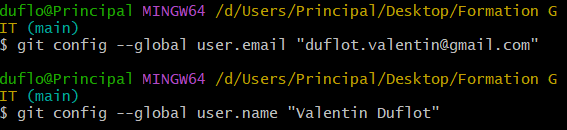 duflo@Principal MINGW64 /d/Users/Principal/Desktop/Formation G
IT (main)
$ git config --global user.email "duflot.valentin@gmail.com"
duflo@Principal MINGW64 /d/Users/Principal/Desktop/Formation G
IT (main)
$ git config --global user.name "Valentin Duflot"